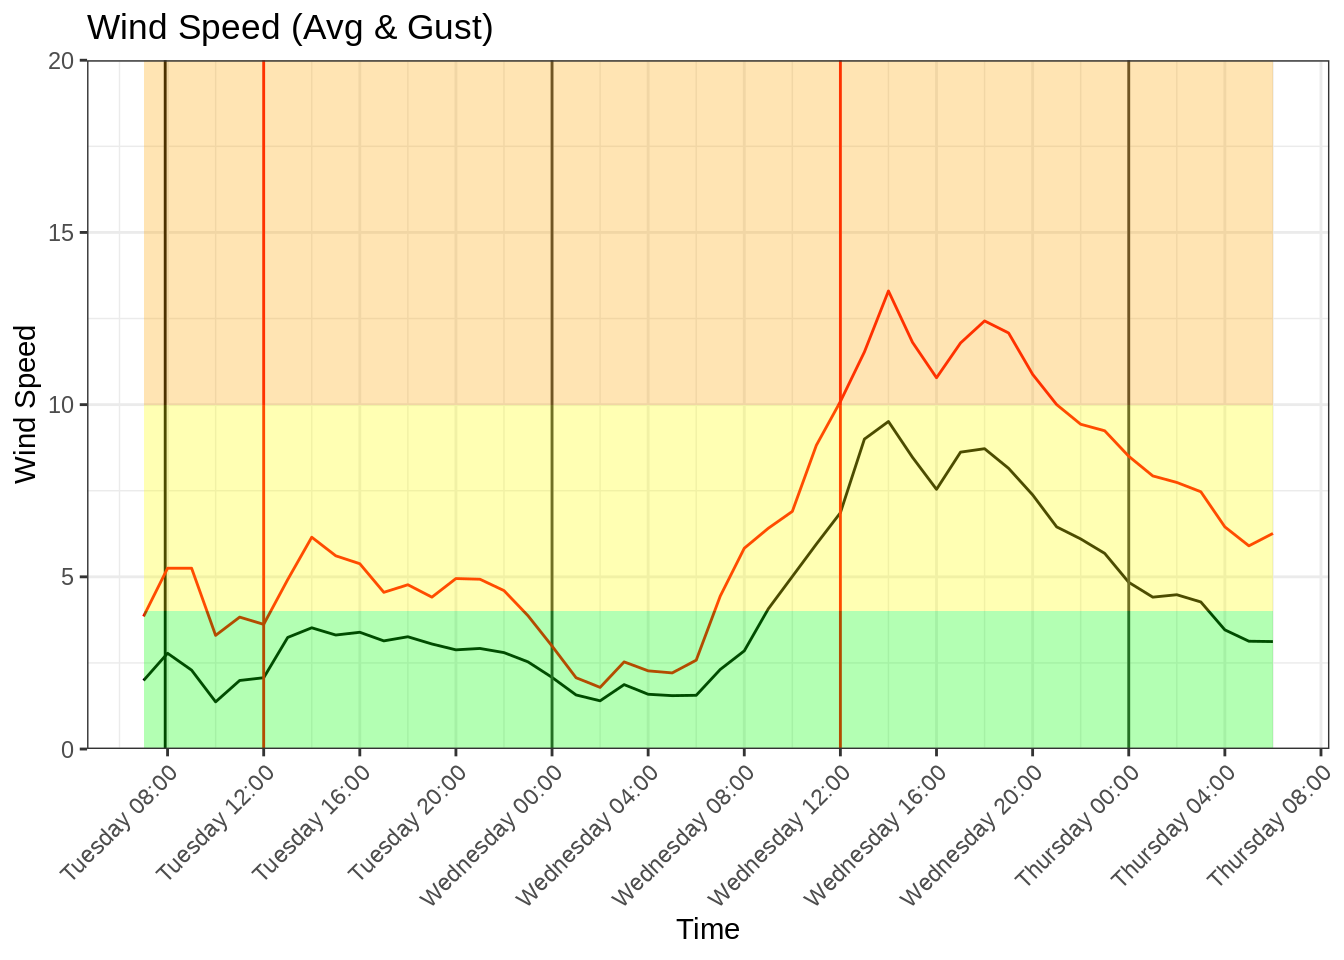 Wind Speed (Avg & Gust)
20
15
10
5
0
Wind Speed
Tuesday 08:00
Tuesday 12:00
Tuesday 16:00
Tuesday 20:00
Wednesday 00:00
Wednesday 04:00
Wednesday 08:00
Wednesday 12:00
Wednesday 16:00
Wednesday 20:00
Thursday 00:00
Thursday 04:00
Thursday 08:00
Time